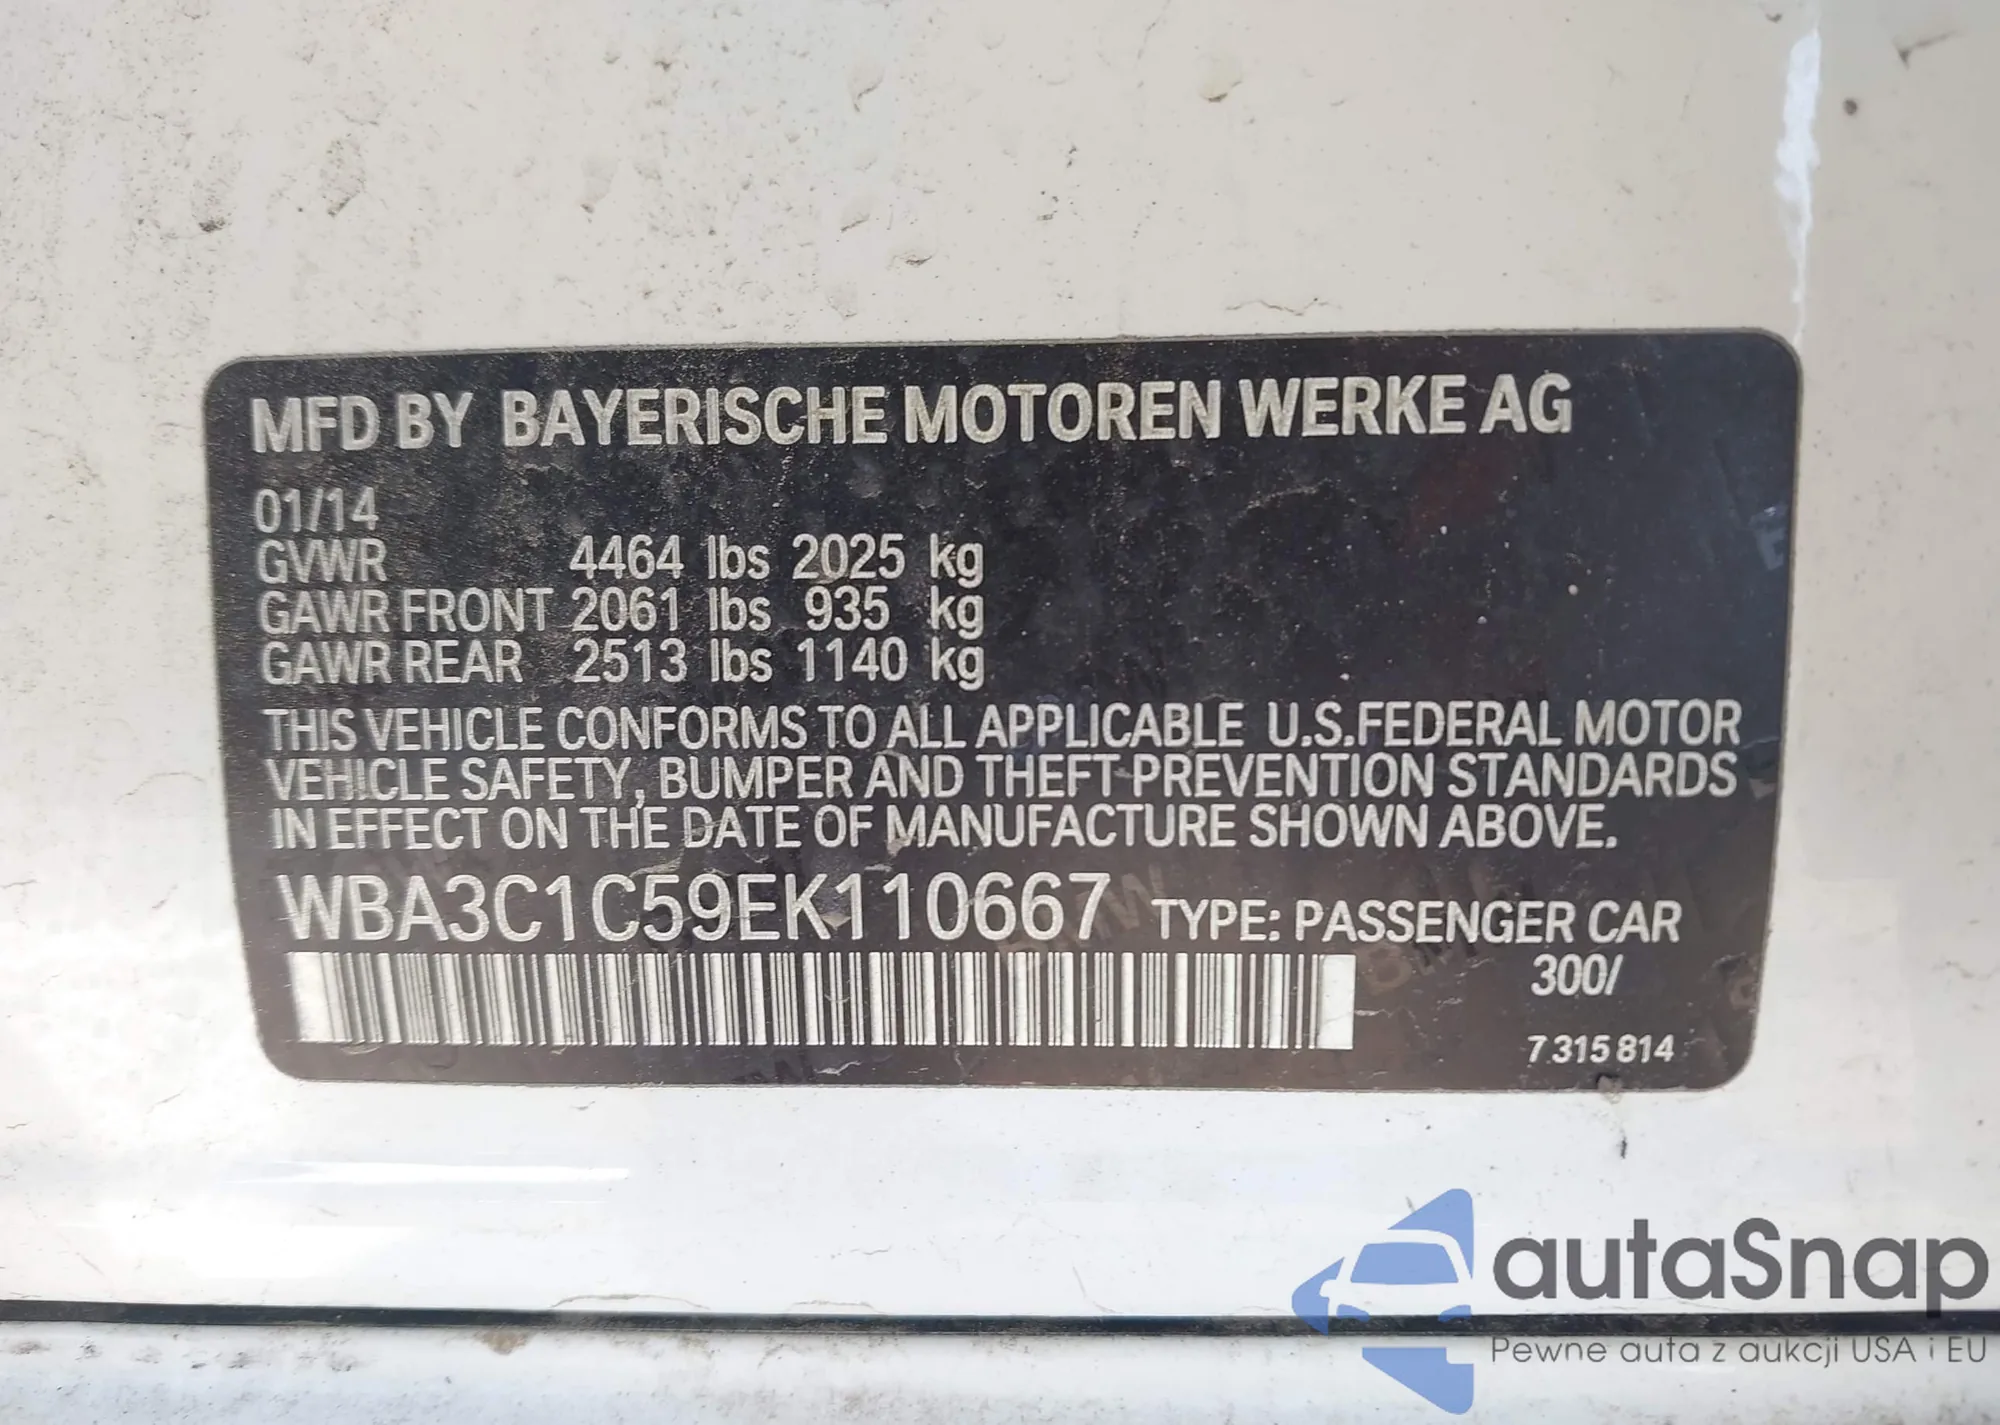 MFD BY BAYERISCHE MOTOREN WERKE AG
01/14
GVWR 4464 lbs 2025 kg
GAWR FRONT 2061 lbs 935 kg
GAWR REAR 2513 lbs 1140 kg
THIS VEHICLE CONFORMS TO ALL APPLICABLE U.S.FEDERAL MOTOR
VEHICLE SAFETY, BUMPER AND THEFT PREVENTION STANDARDS
IN EFFECT ON THE DATE OF MANUFACTURE SHOWN ABOVE.
WBA3C1C59EK110667 TYPE: PASSENGER CAR
300/
7 315 814
autaSnap
Pewne auta z aukcji USA i EU